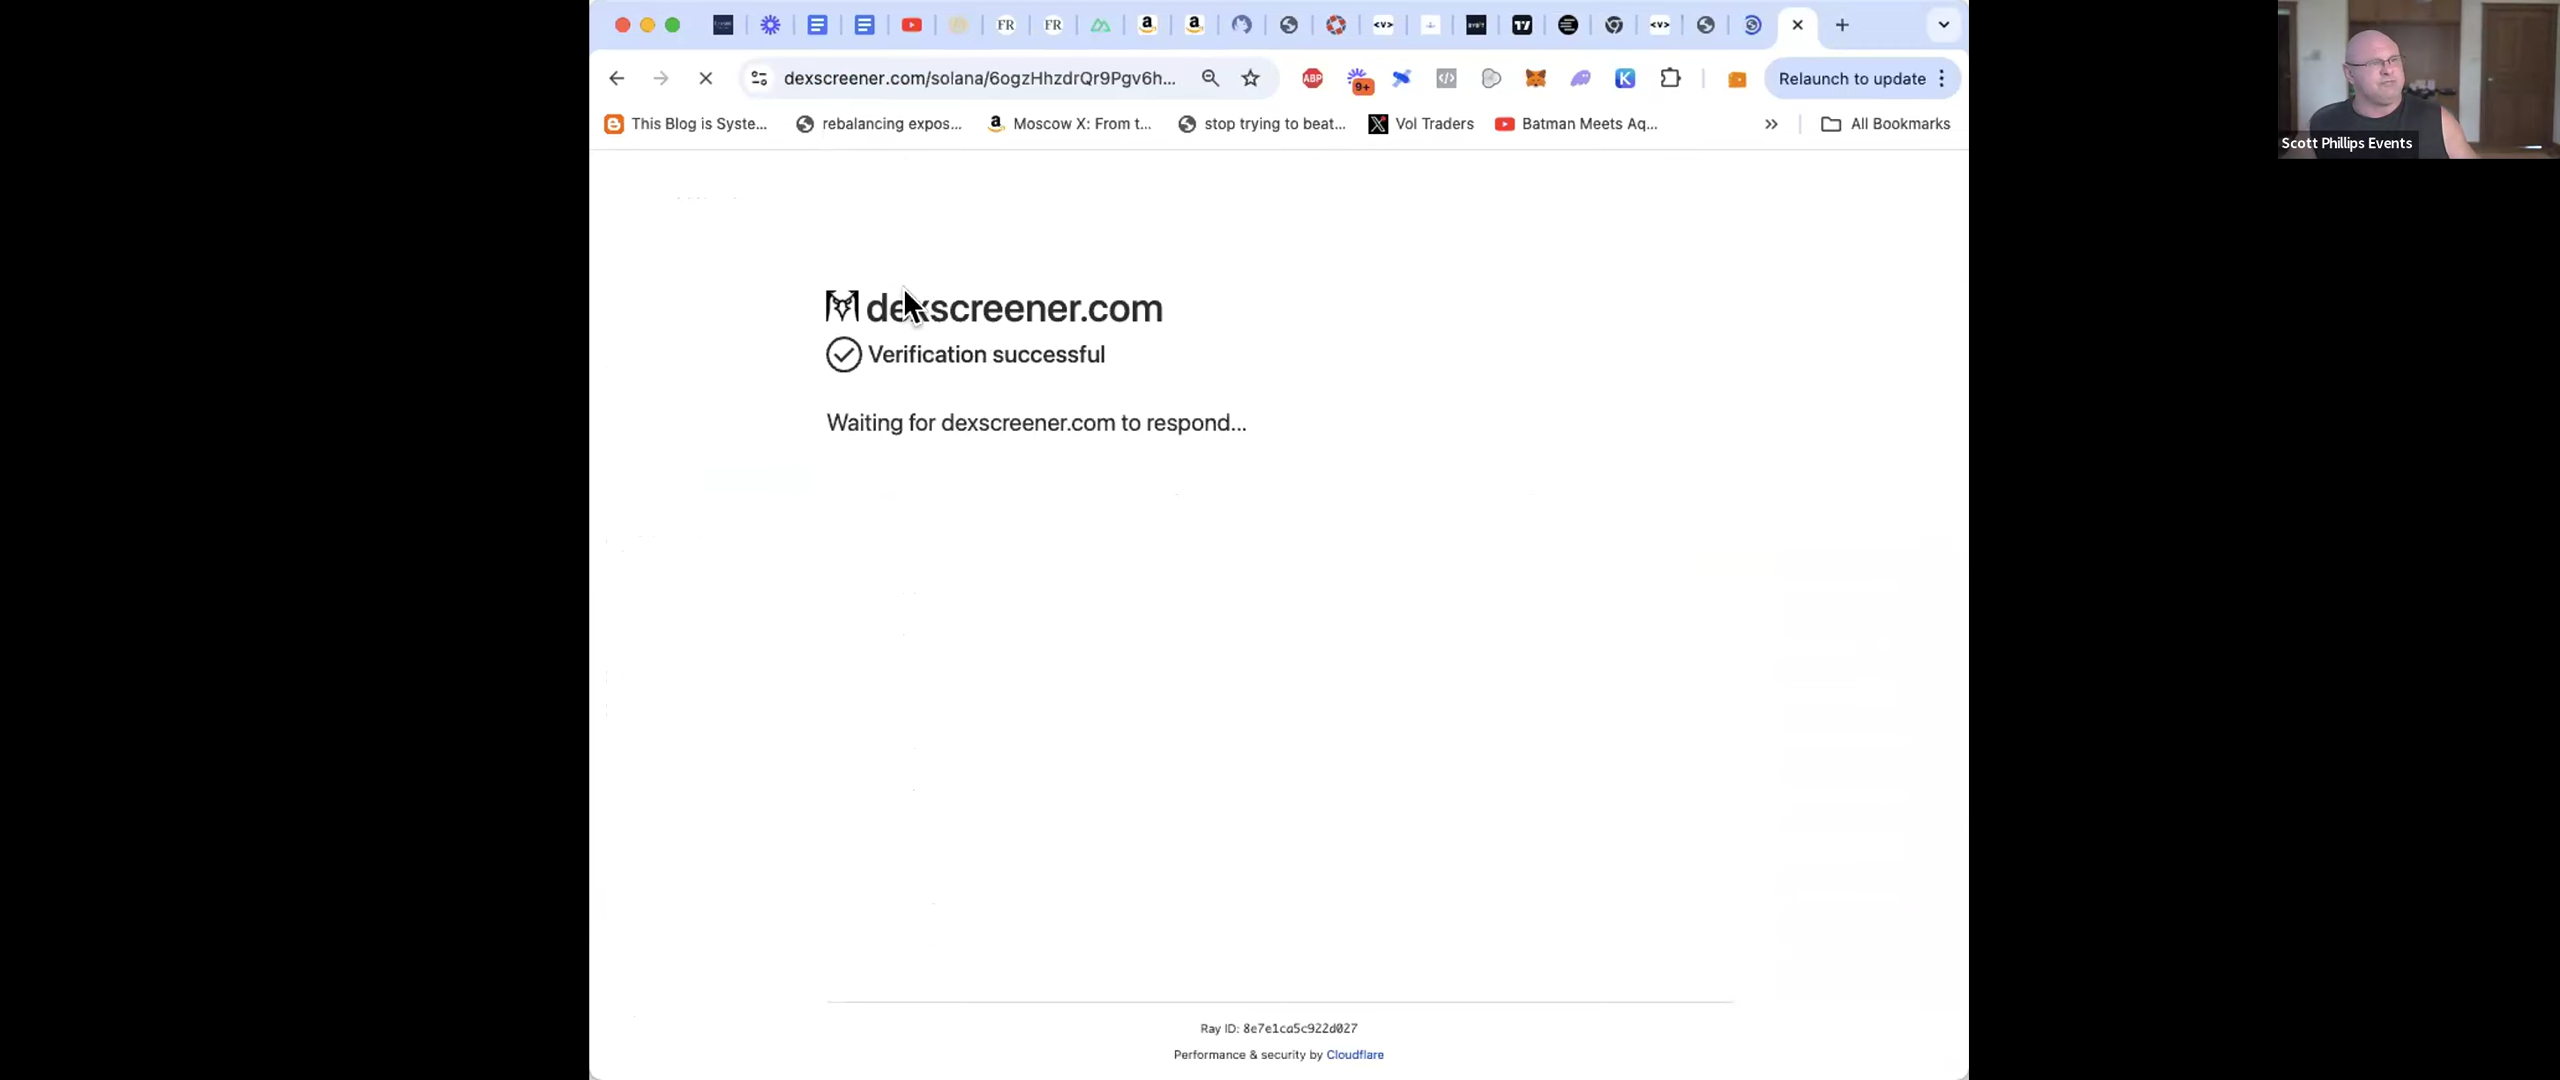 dexscreener.com/solana/6ogzHhzdrQr9Pgv6h...
ABP
9+
Relaunch to update
This Blog is Syste...
rebalancing expos...
Moscow X: From t...
stop trying to beat...
Vol Traders
Batman Meets Aq...
All Bookmarks
Scott Phillips Events
dexscreener.com
Verification successful
Waiting for dexscreener.com to respond...
Ray ID: 8e7e1ca5c922d027
Performance & security by Cloudflare